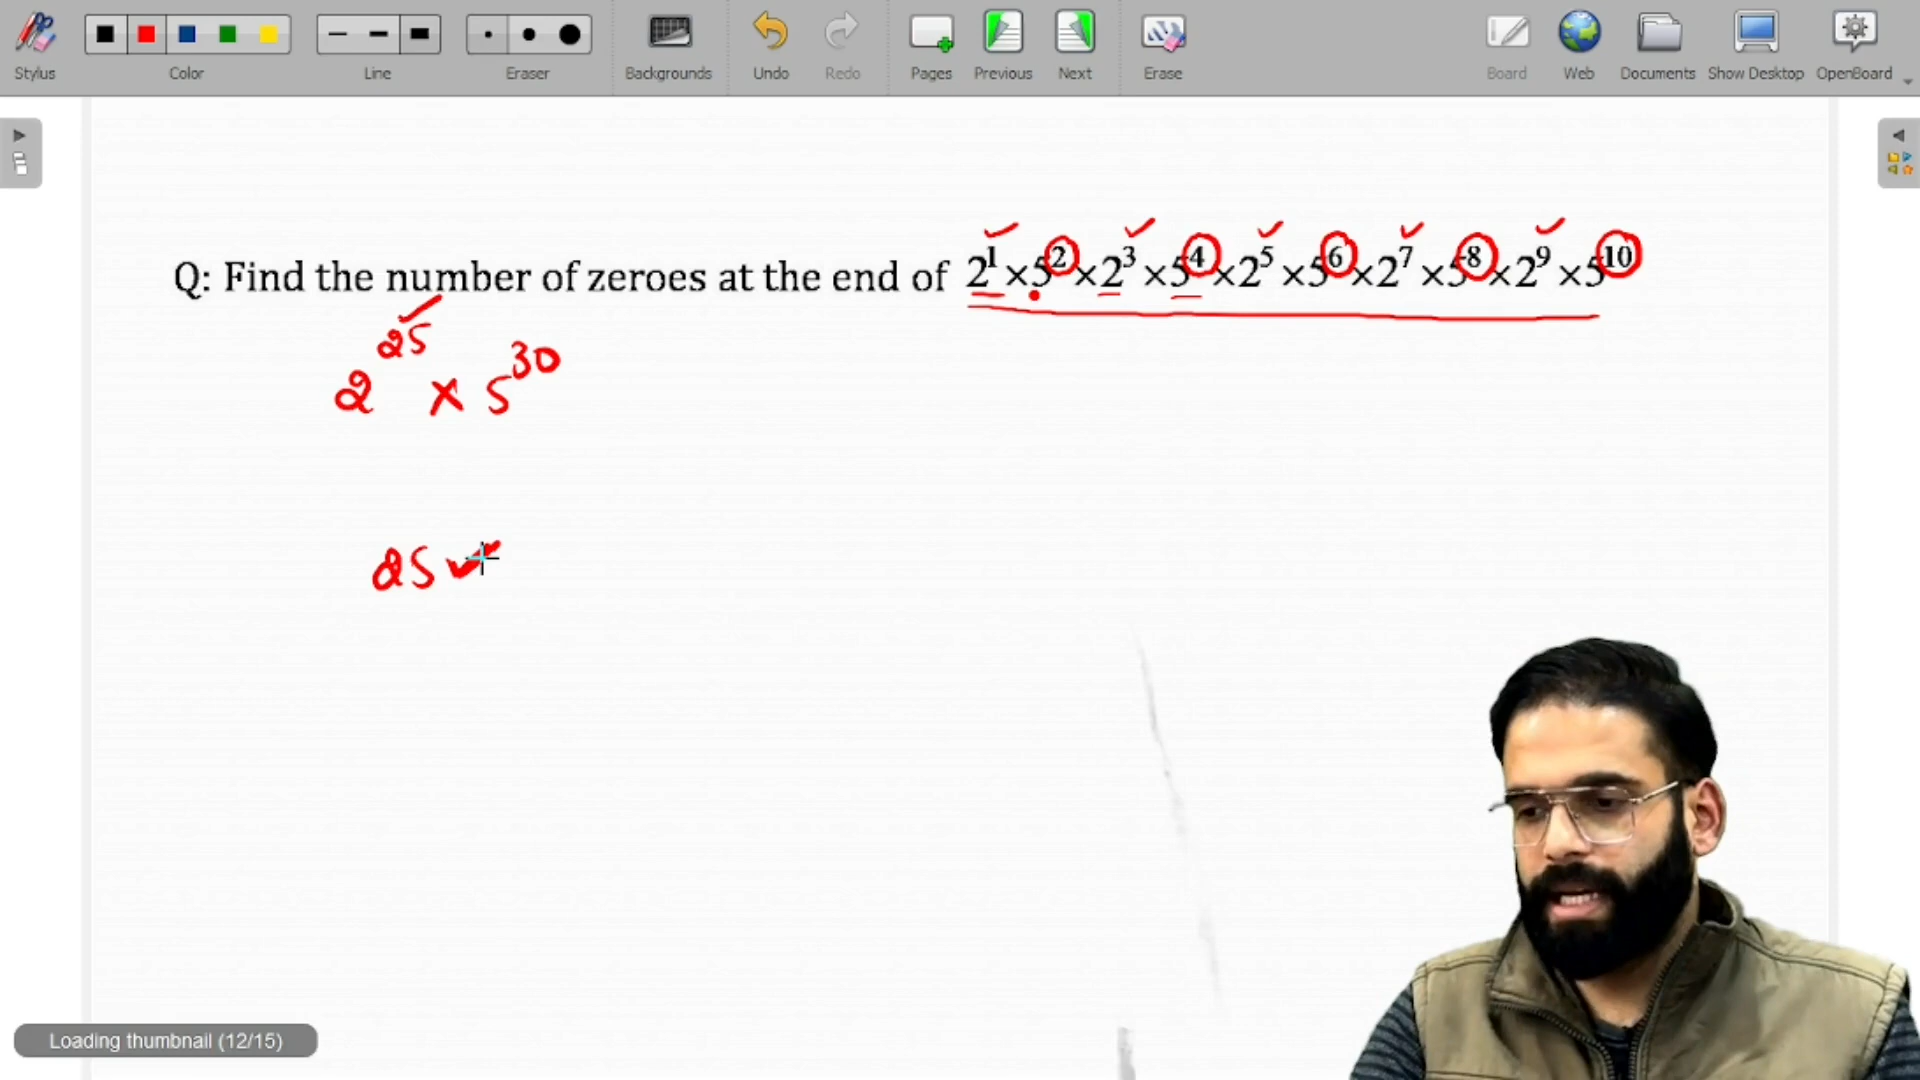 Stylus Color Line Eraser Backgrounds Undo Redo Pages Previous Next Erase Board Web Documents Show Desktop OpenBoard
Q: Find the number of zeroes at the end of 2¹×5²×2³×5⁴×2⁵×5⁶×2⁷×5⁸×2⁹×5¹⁰
2²⁵ × 5³⁰
25
Loading thumbnail (12/15)